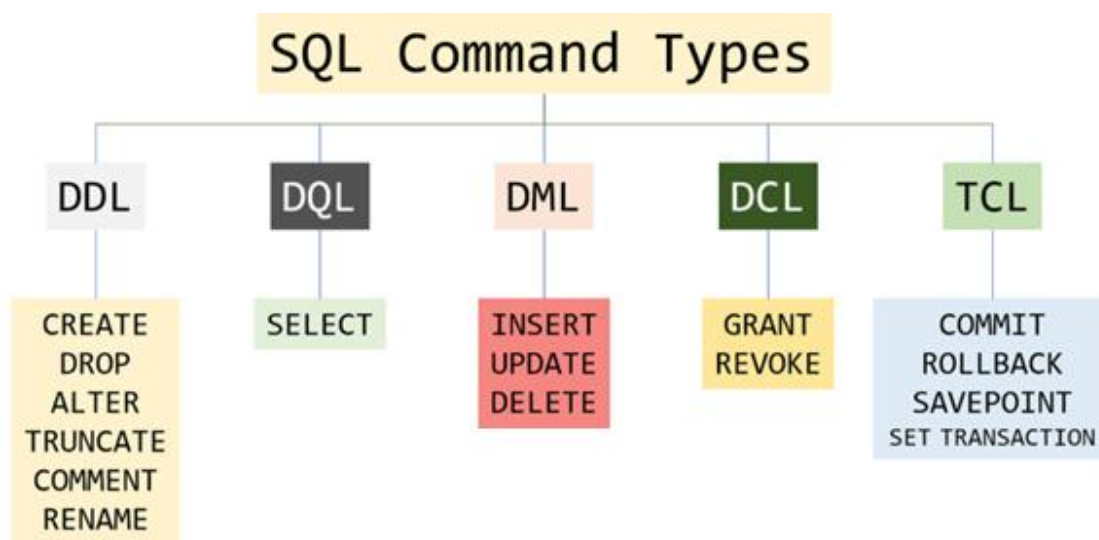 SQL Command Types
DDL
DQL
DML
DCL
TCL
CREATE
DROP
ALTER
TRUNCATE
COMMENT
RENAME
SELECT
INSERT
UPDATE
DELETE
GRANT
REVOKE
COMMIT
ROLLBACK
SAVEPOINT
SET TRANSACTION